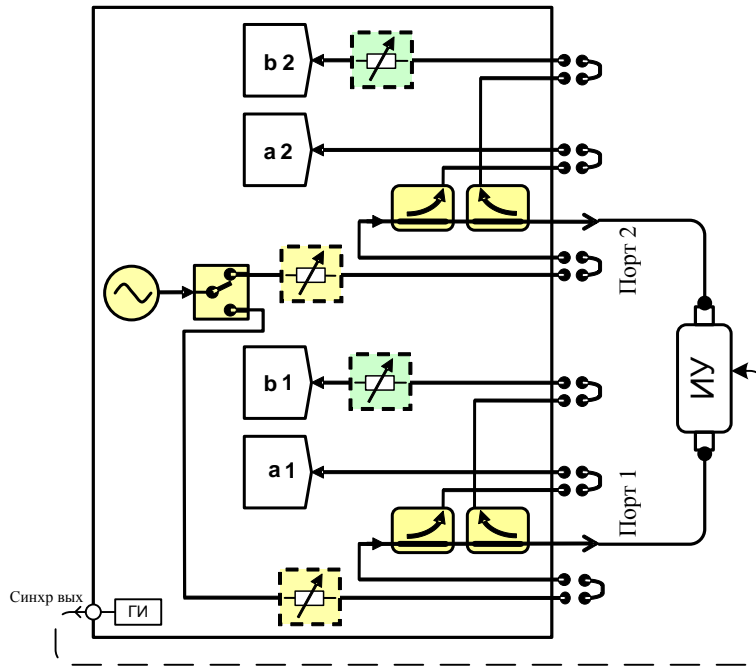 b 2
a 2
Порт 2
b 1
ИУ
a 1
Порт 1
Синхр вых
ГИ